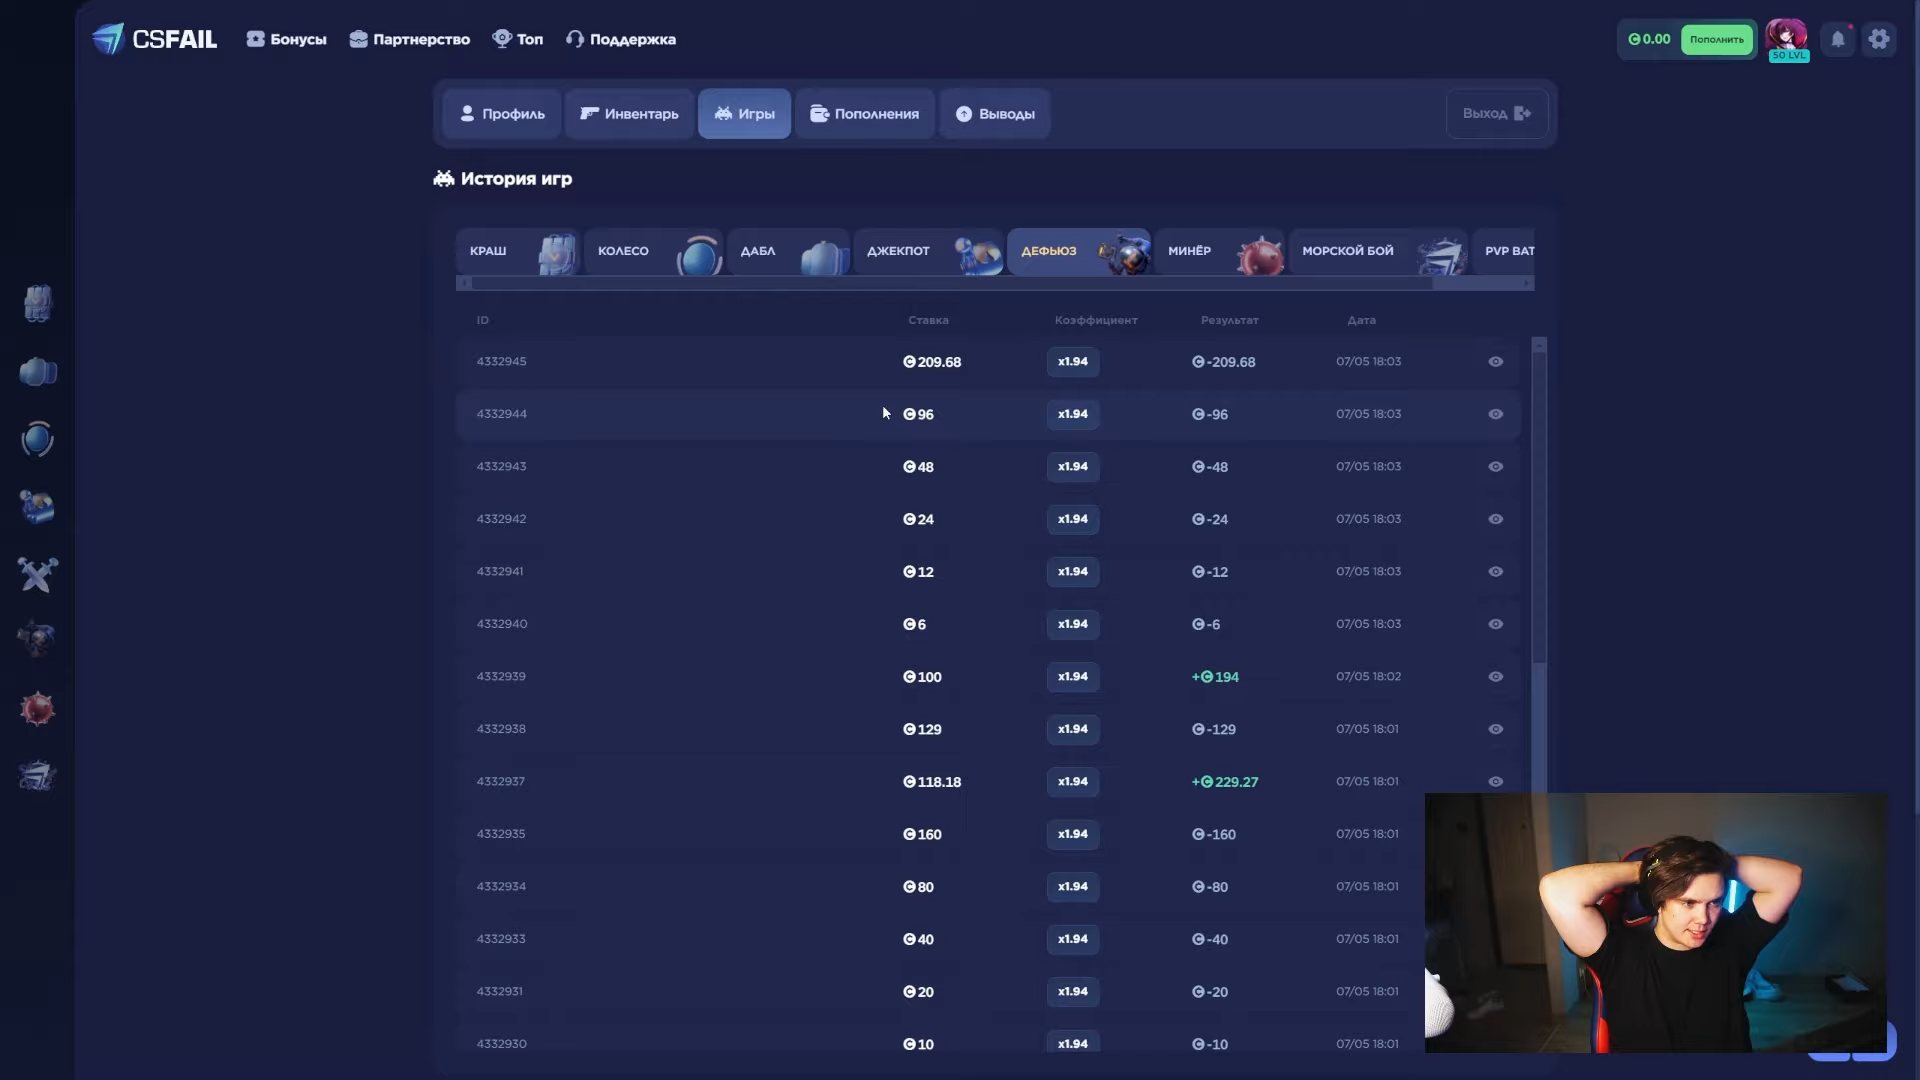 CSFAIL
Бонусы
Партнерство
Топ
Поддержка
0.00
Пополнить
50 LVL
Профиль
Инвентарь
Игры
Пополнения
Выводы
Выход
История игр
КРАШ
КОЛЕСО
ДАБЛ
ДЖЕКПОТ
ДЕФЬЮЗ
МИНЁР
МОРСКОЙ БОЙ
PVP BAT
ID Ставка Коэффициент Результат Дата
4332945 209.68 x1.94 -209.68 07/05 18:03
4332944 96 x1.94 -96 07/05 18:03
4332943 48 x1.94 -48 07/05 18:03
4332942 24 x1.94 -24 07/05 18:03
4332941 12 x1.94 -12 07/05 18:03
4332940 6 x1.94 -6 07/05 18:03
4332939 100 x1.94 + 194 07/05 18:02
4332938 129 x1.94 -129 07/05 18:01
4332937 118.18 x1.94 + 229.27 07/05 18:01
4332935 160 x1.94 -160 07/05 18:01
4332934 80 x1.94 -80 07/05 18:01
4332933 40 x1.94 -40 07/05 18:01
4332931 20 x1.94 -20 07/05 18:01
4332930 10 x1.94 -10 07/05 18:01